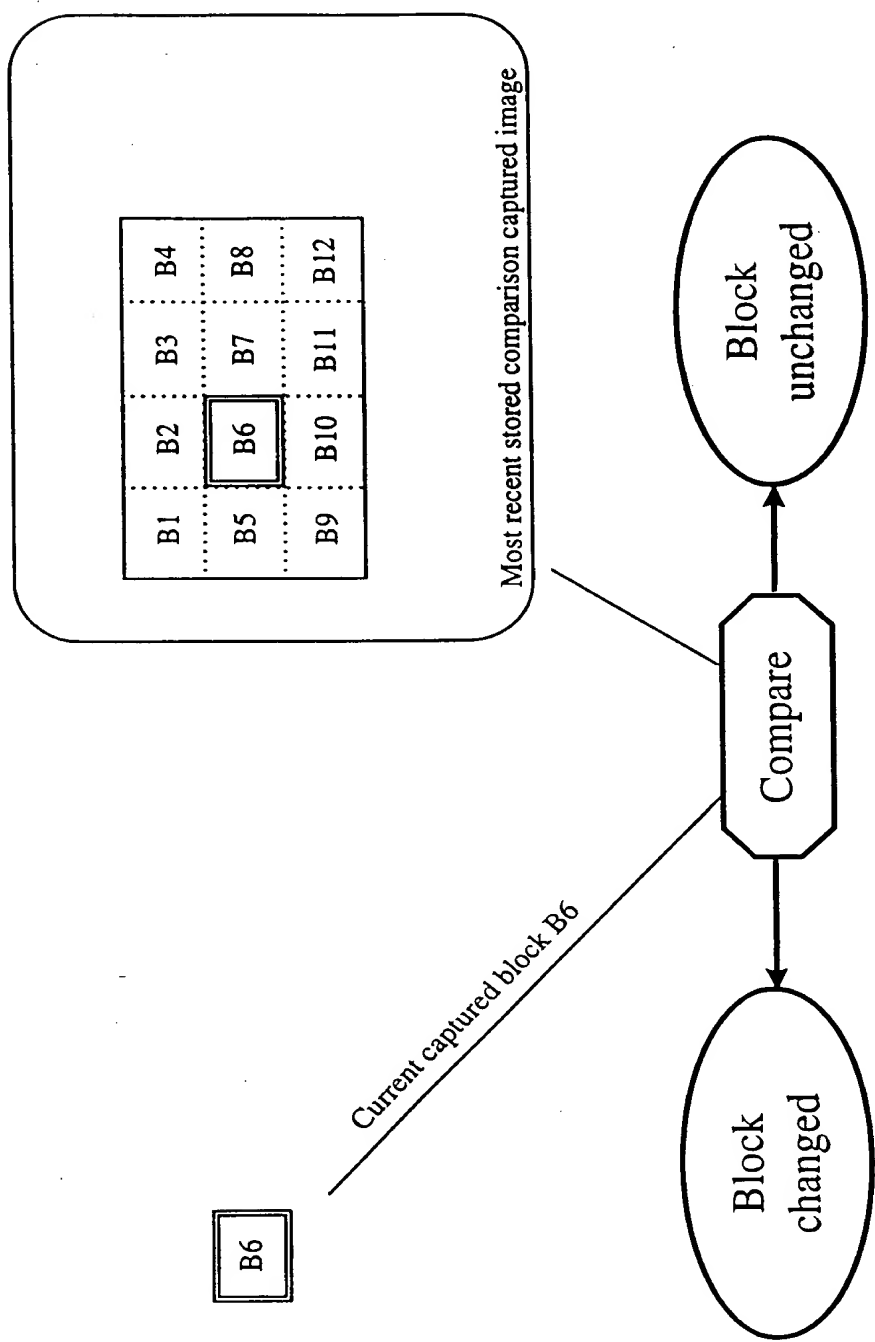 B6
B1 B2 B3 B4
B5 B6 B7 B8
B9 B10 B11 B12
Most recent stored comparison captured image
Current captured block B6
Compare
Block
changed
Block
unchanged